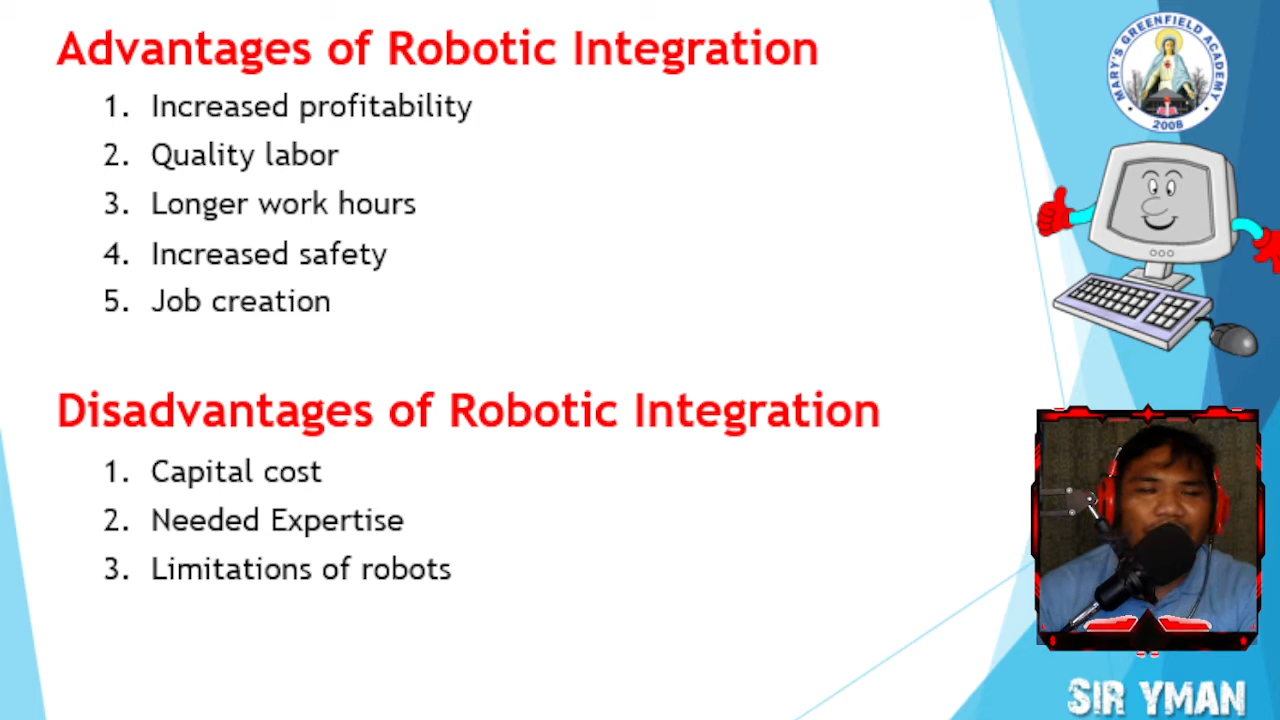 Advantages of Robotic Integration
1. Increased profitability
2. Quality labor
3. Longer work hours
4. Increased safety
5. Job creation
Disadvantages of Robotic Integration
1. Capital cost
2. Needed Expertise
3. Limitations of robots
MARY'S GREENFIELD ACADEMY
2008
SIR YMAN